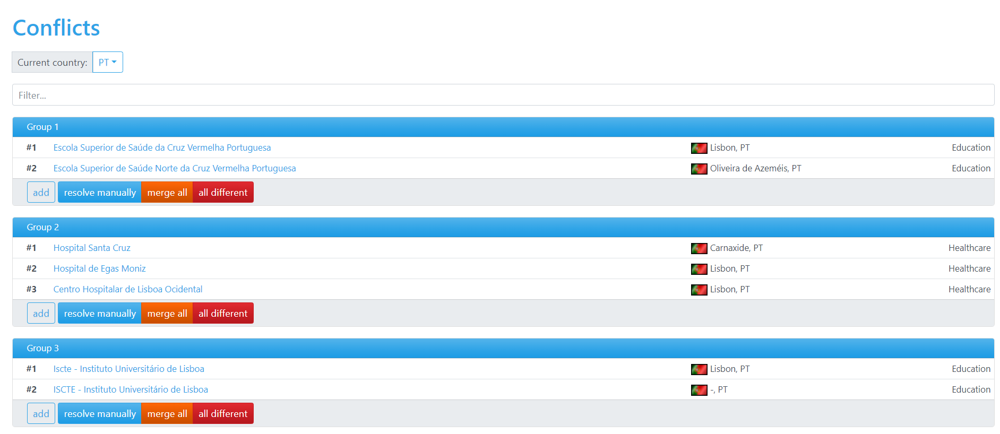 Conflicts
Current country: PT
Filter...
Group 1
#1 Escola Superior de Saúde da Cruz Vermelha Portuguesa Lisbon, PT Education
#2 Escola Superior de Saúde Norte da Cruz Vermelha Portuguesa Oliveira de Azeméis, PT Education
add resolve manually merge all all different
Group 2
#1 Hospital Santa Cruz Carnaxide, PT Healthcare
#2 Hospital de Egas Moniz Lisbon, PT Healthcare
#3 Centro Hospitalar de Lisboa Ocidental Lisbon, PT Healthcare
add resolve manually merge all all different
Group 3
#1 Iscte - Instituto Universitário de Lisboa Lisbon, PT Education
#2 ISCTE - Instituto Universitário de Lisboa -, PT Education
add resolve manually merge all all different